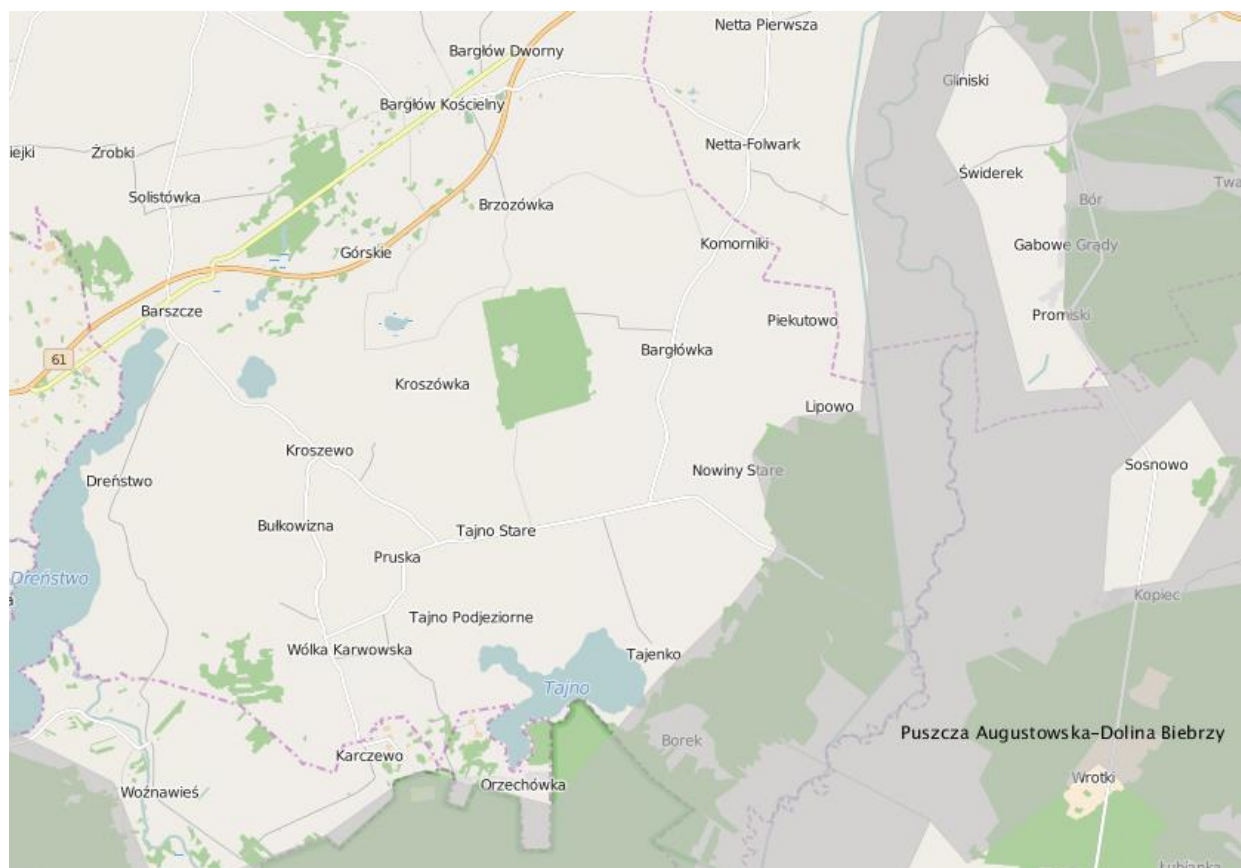 Netta Pierwsza
Bargłów Dworny
Gliniski
Bargłów Kościelny
Netta-Folwark
Żrobki
Świderek
Solistówka
Brzozówka
Bór
Komorniki
Gabowe Grądy
Górskie
Barszcze
Piekutowo
Promiski
61
Bargłówka
Kroszówka
Lipowo
Kroszewo
Sosnowo
Nowiny Stare
Dreństwo
Bułkowizna
Tajno Stare
Pruska
Dreństwo
Kopiec
Tajno Podjeziorne
Wólka Karwowska
Tajenko
Tajno
Puszcza Augustowska-Dolina Biebrzy
Borek
Karczewo
Wrotki
Orzechówka
Woźnawieś